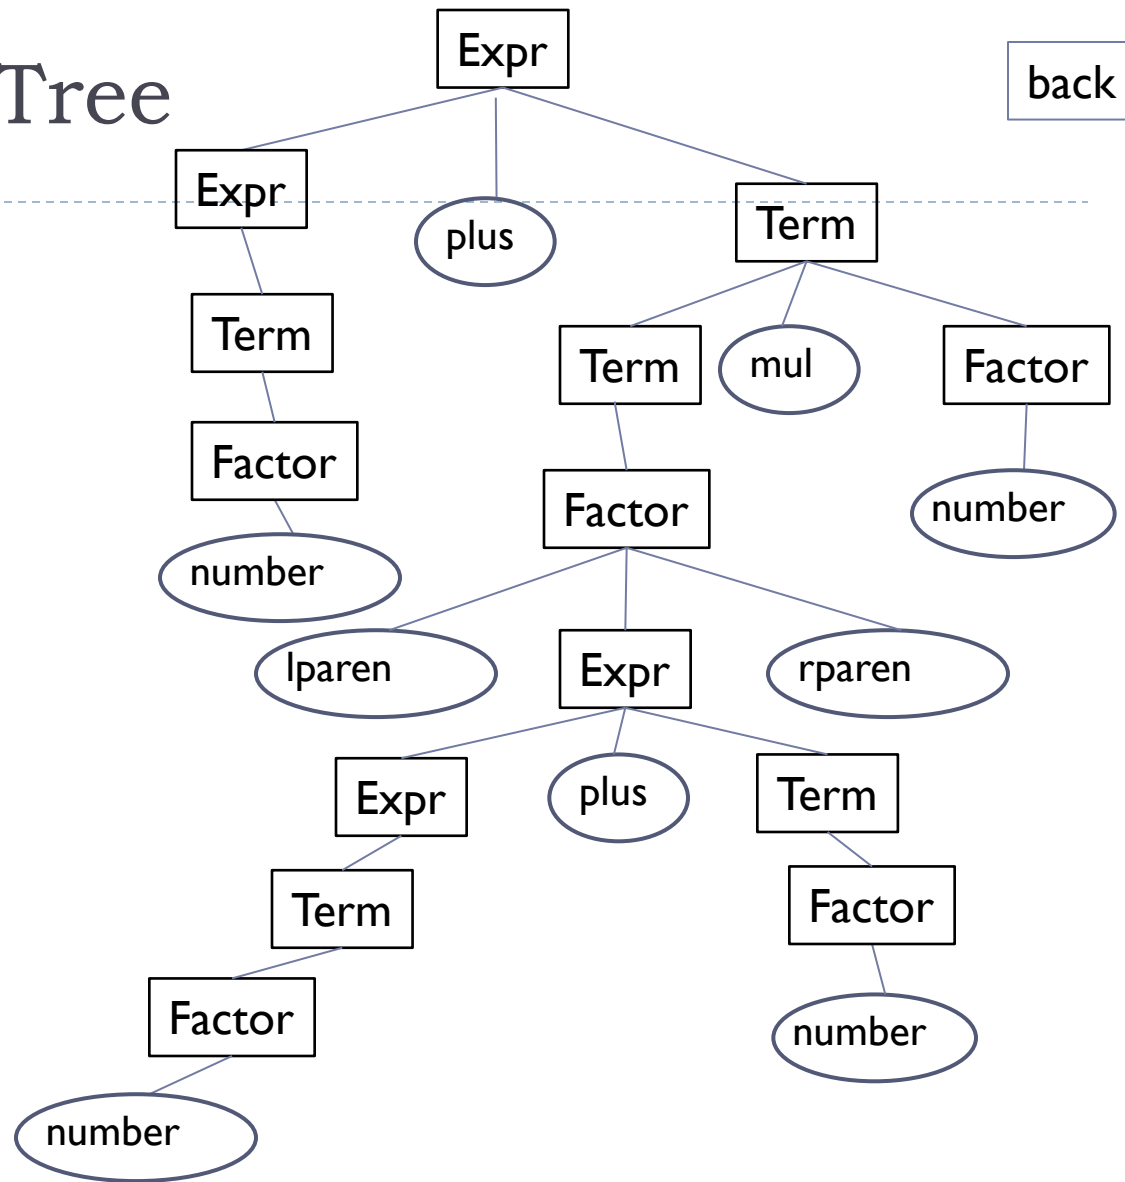 Expr
Tree
back
Expr
plus
Term
Term
Term
mul
Factor
Factor
Factor
number
number
lparen
Expr
rparen
Expr
plus
Term
Term
Factor
Factor
number
number